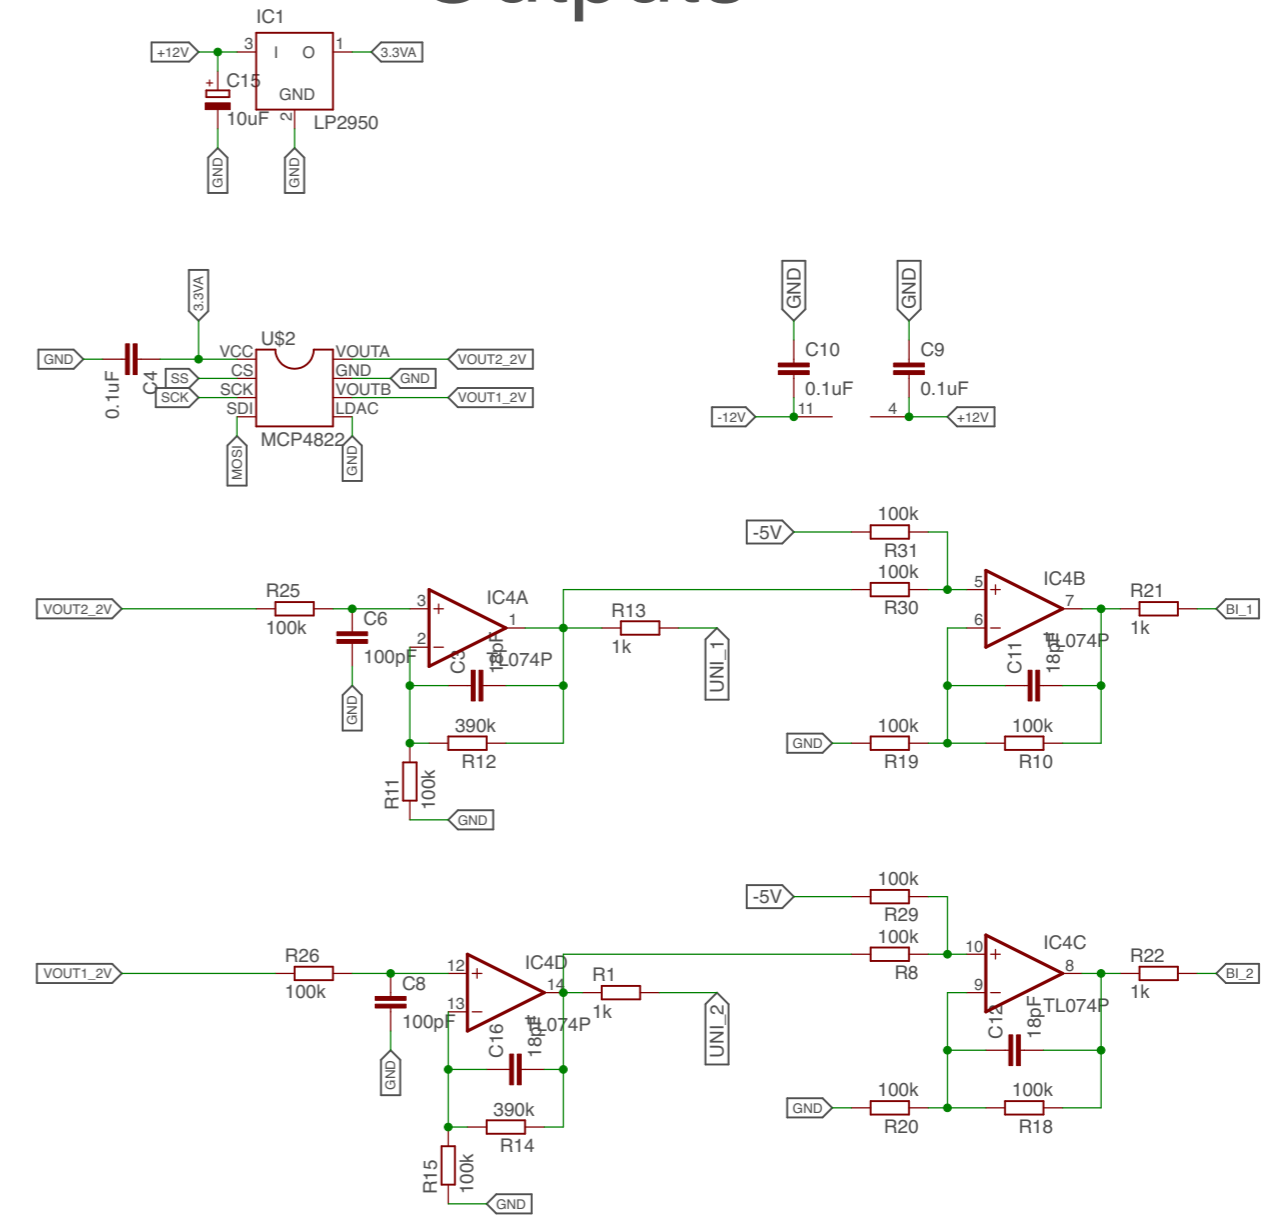 Outputs
IC1
+12V
3
I
O
1
3.3VA
+
C15
GND
10uF
2
LP2950
GND
GND
3.3VA
GND
GND
U$2
C10
C9
GND
VCC
VOUTA
VOUT2_2V
0.1uF
C4
SS
CS
GND
GND
0.1uF
0.1uF
SCK
SCK
VOUTB
VOUT1_2V
SDI
LDAC
-12V
11
4
+12V
MOSI
MCP4822
GND
100k
-5V
R31
100k
R25
IC4A
R30
5
+
IC4B
R21
VOUT2_2V
3
+
C6
1
R13
7
BI_1
100k
2
−
6
−
1k
100pF
C3
18pF
TL074P
1k
UNI_1
C11
18pF
TL074P
GND
390k
100k
100k
R12
GND
R19
R10
R11
100k
GND
100k
-5V
R29
100k
R26
IC4D
R8
10
+
IC4C
R22
VOUT1_2V
12
+
C8
14
R1
8
BI_2
100k
13
−
9
−
1k
100pF
C16
18pF
TL074P
1k
UNI_2
C12
18pF
TL074P
GND
390k
100k
100k
R14
GND
R20
R18
R15
100k
GND